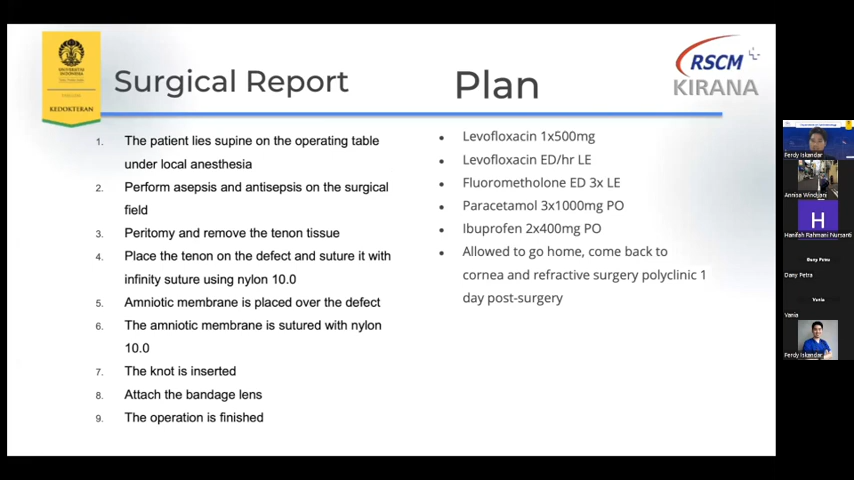 UNIVERSITAS
INDONESIA
KEDOKTERAN
Surgical Report
Plan
RSCM
KIRANA
1. The patient lies supine on the operating table
under local anesthesia
2. Perform asepsis and antisepsis on the surgical
field
3. Peritomy and remove the tenon tissue
4. Place the tenon on the defect and suture it with
infinity suture using nylon 10.0
5. Amniotic membrane is placed over the defect
6. The amniotic membrane is sutured with nylon
10.0
7. The knot is inserted
8. Attach the bandage lens
9. The operation is finished
• Levofloxacin 1x500mg
• Levofloxacin ED/hr LE
• Fluorometholone ED 3x LE
• Paracetamol 3x1000mg PO
• Ibuprofen 2x400mg PO
• Allowed to go home, come back to
cornea and refractive surgery polyclinic 1
day post-surgery
Ferdy Iskandar
Annisa Windyani
H
Hanifah Rahmani Nursanti
Dany Petra
Dany Petra
Vania
Vania
Ferdy Iskandar